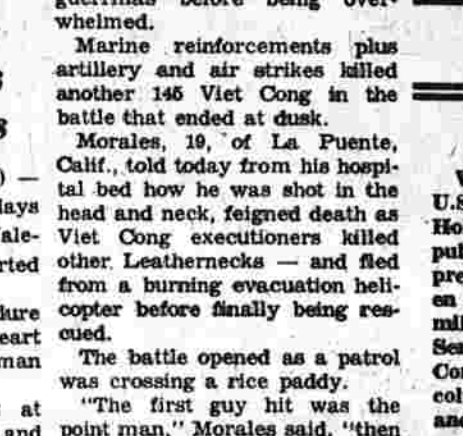 whelmed.
Marine reinforcements plus
artillery and air strikes killed
another 145 Viet Cong in the
battle that ended at dusk.
Morales, 19, of La Puente,
Calif., told today from his hospi-
tal bed how he was shot in the
head and neck, feigned death as
Viet Cong executioners killed
other Leathernecks — and fled
from a burning evacuation heli-
copter before finally being res-
cued.
The battle opened as a patrol
was crossing a rice paddy.
"The first guy hit was the
point man," Morales said, "then